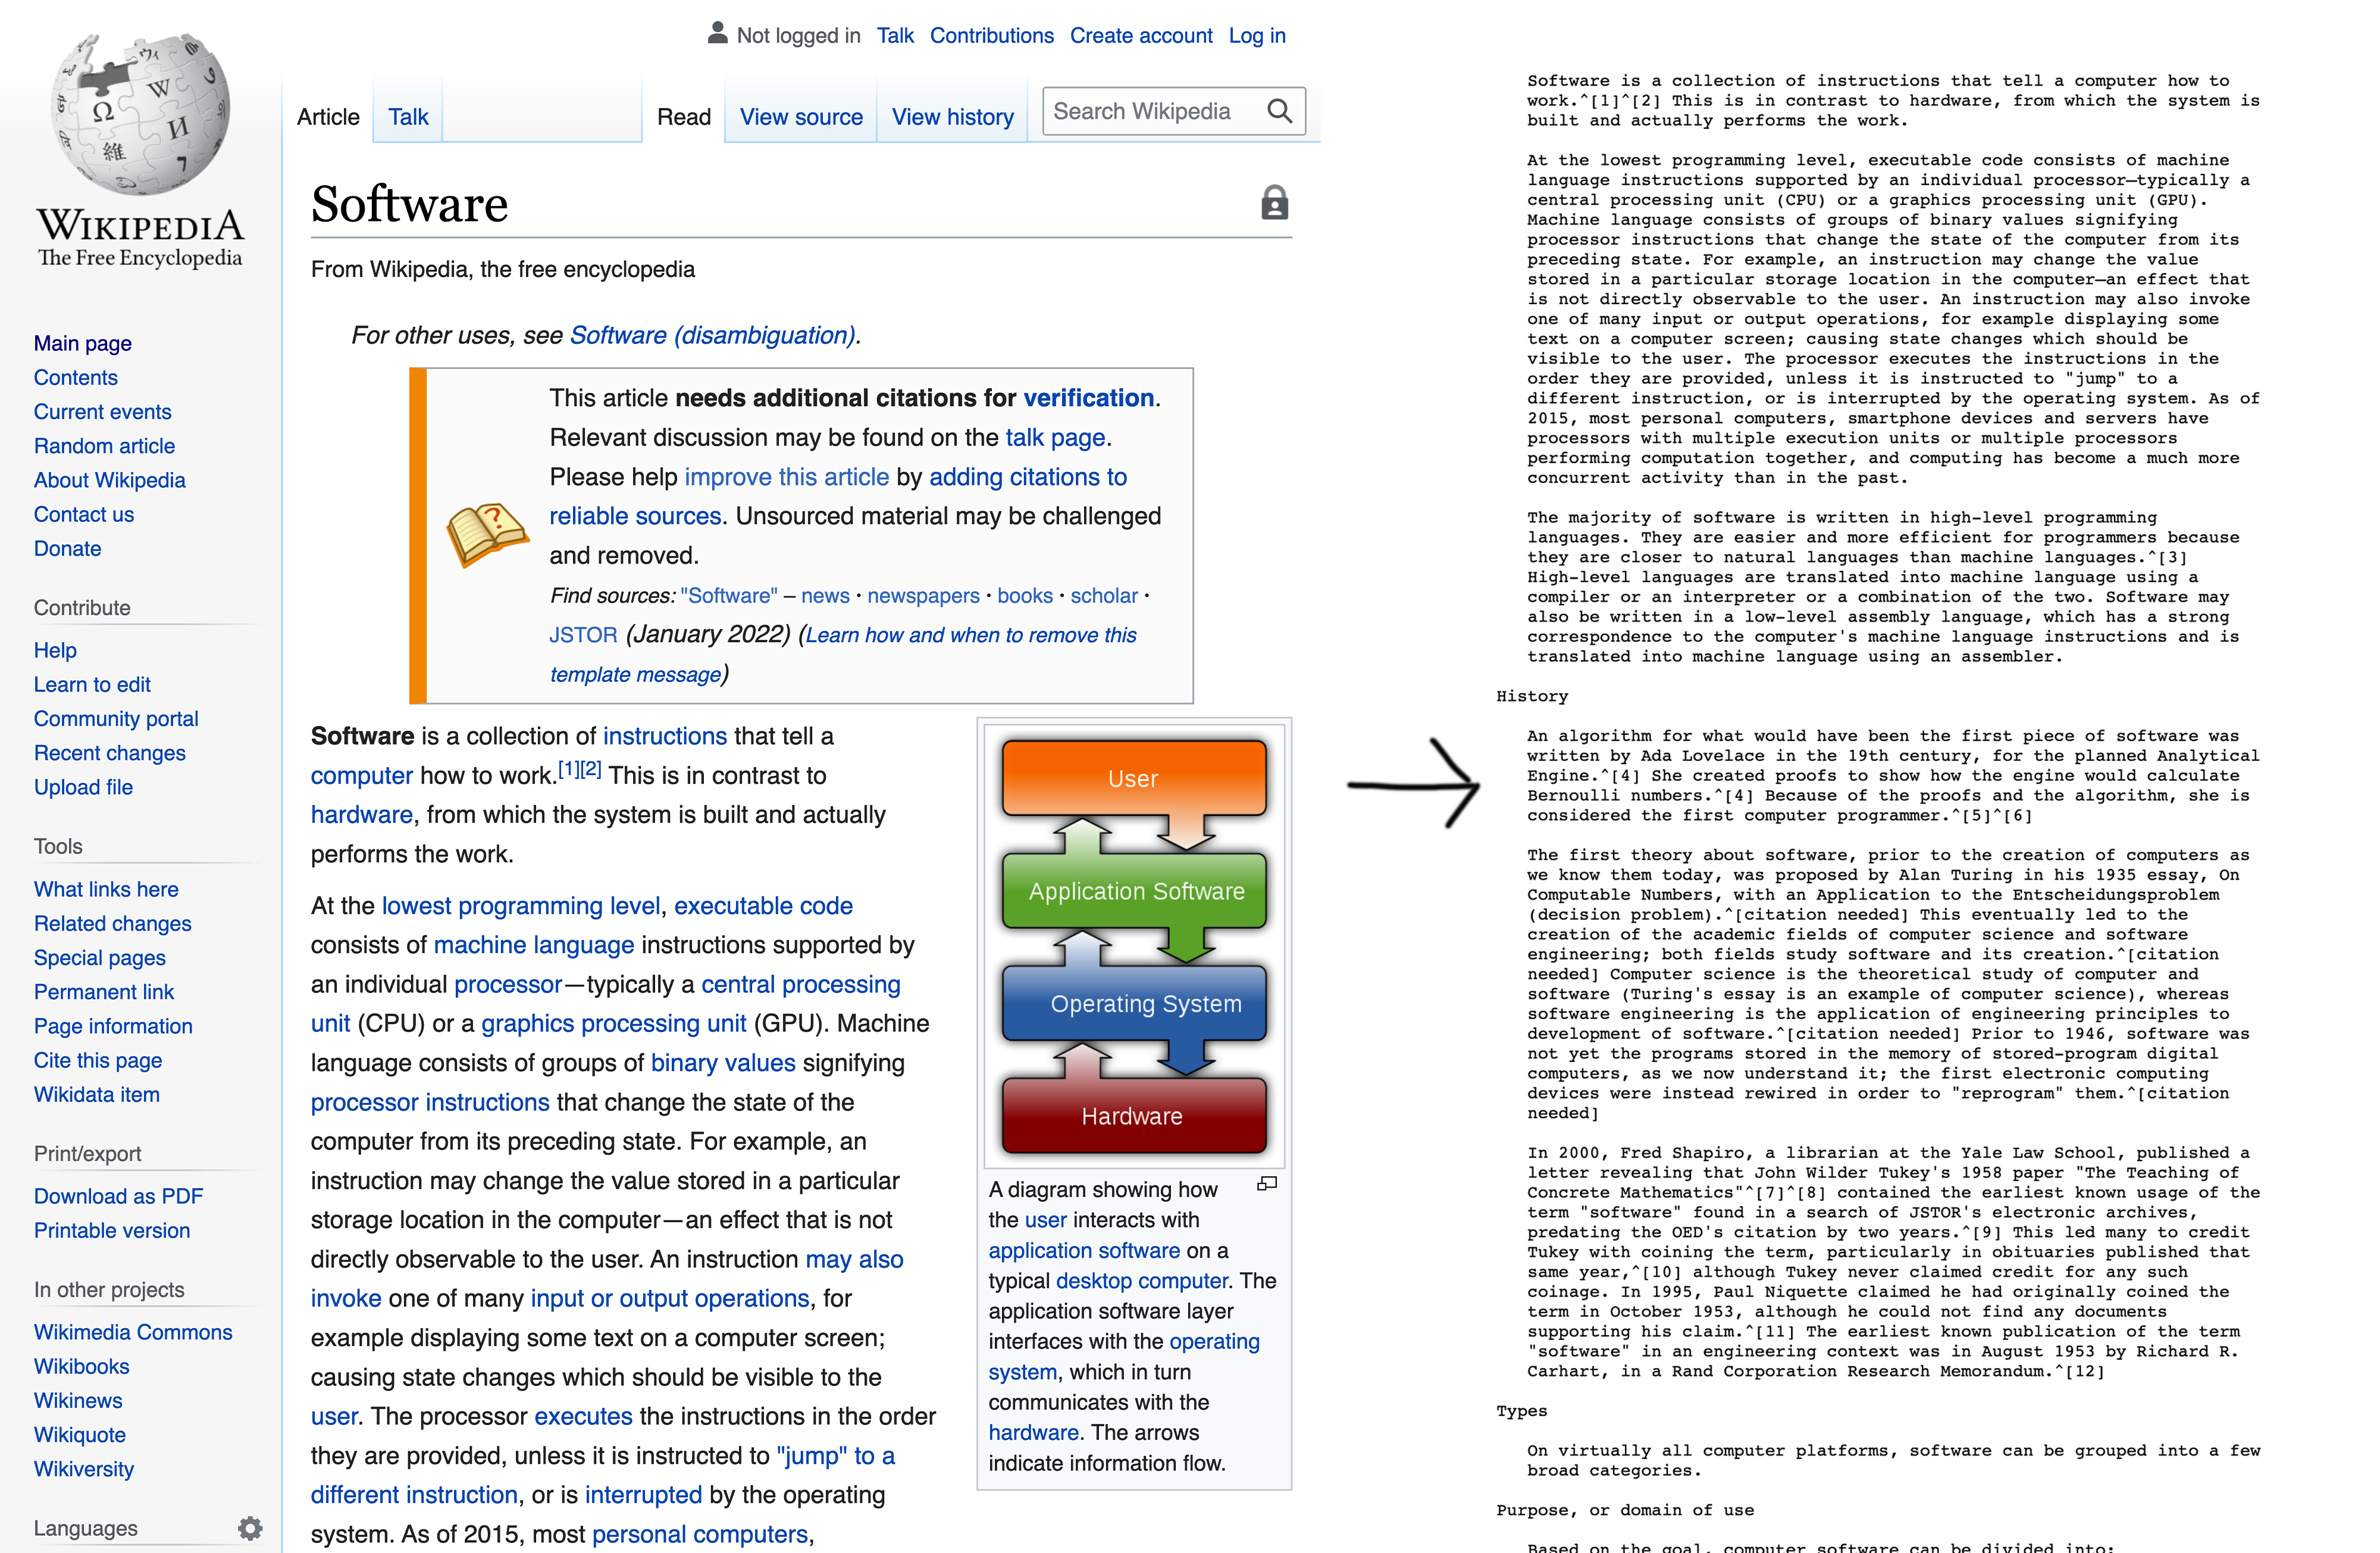 Not logged in Talk Contributions Create account Log in
Article Talk Read View source View history Search Wikipedia
WIKIPEDIA
The Free Encyclopedia
Main page
Contents
Current events
Random article
About Wikipedia
Contact us
Donate
Contribute
Help
Learn to edit
Community portal
Recent changes
Upload file
Tools
What links here
Related changes
Special pages
Permanent link
Page information
Cite this page
Wikidata item
Print/export
Download as PDF
Printable version
In other projects
Wikimedia Commons
Wikibooks
Wikinews
Wikiquote
Wikiversity
Languages
Software
From Wikipedia, the free encyclopedia
For other uses, see Software (disambiguation).
This article needs additional citations for verification.
Relevant discussion may be found on the talk page.
Please help improve this article by adding citations to
reliable sources. Unsourced material may be challenged
and removed.
Find sources: "Software" – news · newspapers · books · scholar ·
JSTOR (January 2022) (Learn how and when to remove this
template message)
Software is a collection of instructions that tell a
computer how to work.[1][2] This is in contrast to
hardware, from which the system is built and actually
performs the work.
At the lowest programming level, executable code
consists of machine language instructions supported by
an individual processor—typically a central processing
unit (CPU) or a graphics processing unit (GPU). Machine
language consists of groups of binary values signifying
processor instructions that change the state of the
computer from its preceding state. For example, an
instruction may change the value stored in a particular
storage location in the computer—an effect that is not
directly observable to the user. An instruction may also
invoke one of many input or output operations, for
example displaying some text on a computer screen;
causing state changes which should be visible to the
user. The processor executes the instructions in the order
they are provided, unless it is instructed to "jump" to a
different instruction, or is interrupted by the operating
system. As of 2015, most personal computers,
User
Application Software
Operating System
Hardware
A diagram showing how
the user interacts with
application software on a
typical desktop computer. The
application software layer
interfaces with the operating
system, which in turn
communicates with the
hardware. The arrows
indicate information flow.
Software is a collection of instructions that tell a computer how to
work.^[1]^[2] This is in contrast to hardware, from which the system is
built and actually performs the work.
At the lowest programming level, executable code consists of machine
language instructions supported by an individual processor—typically a
central processing unit (CPU) or a graphics processing unit (GPU).
Machine language consists of groups of binary values signifying
processor instructions that change the state of the computer from its
preceding state. For example, an instruction may change the value
stored in a particular storage location in the computer—an effect that
is not directly observable to the user. An instruction may also invoke
one of many input or output operations, for example displaying some
text on a computer screen; causing state changes which should be
visible to the user. The processor executes the instructions in the
order they are provided, unless it is instructed to "jump" to a
different instruction, or is interrupted by the operating system. As of
2015, most personal computers, smartphone devices and servers have
processors with multiple execution units or multiple processors
performing computation together, and computing has become a much more
concurrent activity than in the past.
The majority of software is written in high-level programming
languages. They are easier and more efficient for programmers because
they are closer to natural languages than machine languages.^[3]
High-level languages are translated into machine language using a
compiler or an interpreter or a combination of the two. Software may
also be written in a low-level assembly language, which has a strong
correspondence to the computer's machine language instructions and is
translated into machine language using an assembler.
History
An algorithm for what would have been the first piece of software was
written by Ada Lovelace in the 19th century, for the planned Analytical
Engine.^[4] She created proofs to show how the engine would calculate
Bernoulli numbers.^[4] Because of the proofs and the algorithm, she is
considered the first computer programmer.^[5]^[6]
The first theory about software, prior to the creation of computers as
we know them today, was proposed by Alan Turing in his 1935 essay, On
Computable Numbers, with an Application to the Entscheidungsproblem
(decision problem).^[citation needed] This eventually led to the
creation of the academic fields of computer science and software
engineering; both fields study software and its creation.^[citation
needed] Computer science is the theoretical study of computer and
software (Turing's essay is an example of computer science), whereas
software engineering is the application of engineering principles to
development of software.^[citation needed] Prior to 1946, software was
not yet the programs stored in the memory of stored-program digital
computers, as we now understand it; the first electronic computing
devices were instead rewired in order to "reprogram" them.^[citation
needed]
In 2000, Fred Shapiro, a librarian at the Yale Law School, published a
letter revealing that John Wilder Tukey's 1958 paper "The Teaching of
Concrete Mathematics"^[7]^[8] contained the earliest known usage of the
term "software" found in a search of JSTOR's electronic archives,
predating the OED's citation by two years.^[9] This led many to credit
Tukey with coining the term, particularly in obituaries published that
same year,^[10] although Tukey never claimed credit for any such
coinage. In 1995, Paul Niquette claimed he had originally coined the
term in October 1953, although he could not find any documents
supporting his claim.^[11] The earliest known publication of the term
"software" in an engineering context was in August 1953 by Richard R.
Carhart, in a Rand Corporation Research Memorandum.^[12]
Types
On virtually all computer platforms, software can be grouped into a few
broad categories.
Purpose, or domain of use
Based on the goal, computer software can be divided into: